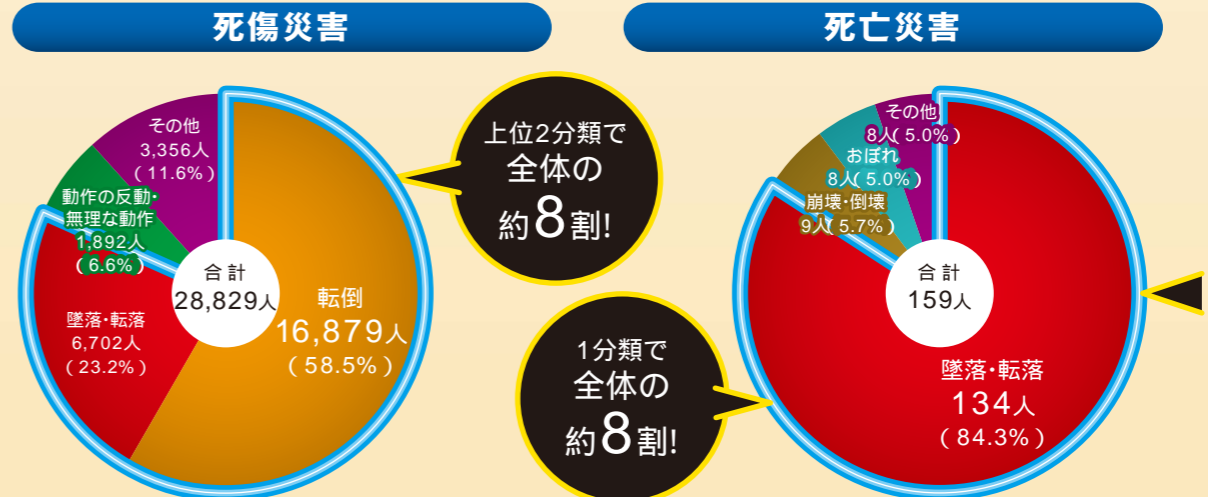 死傷災害
その他
3,356人
(11.6%)
動作の反動・
無理な動作
1,892人
(6.6%)
墜落・転落
6,702人
(23.2%)
合計
28,829人
転倒
16,879人
(58.5%)
上位2分類で
全体の
約8割!
死亡災害
その他
8人(5.0%)
おぼれ
8人(5.0%)
崩壊・倒壊
9人(5.7%)
合計
159人
墜落・転落
134人
(84.3%)
1分類で
全体の
約8割!